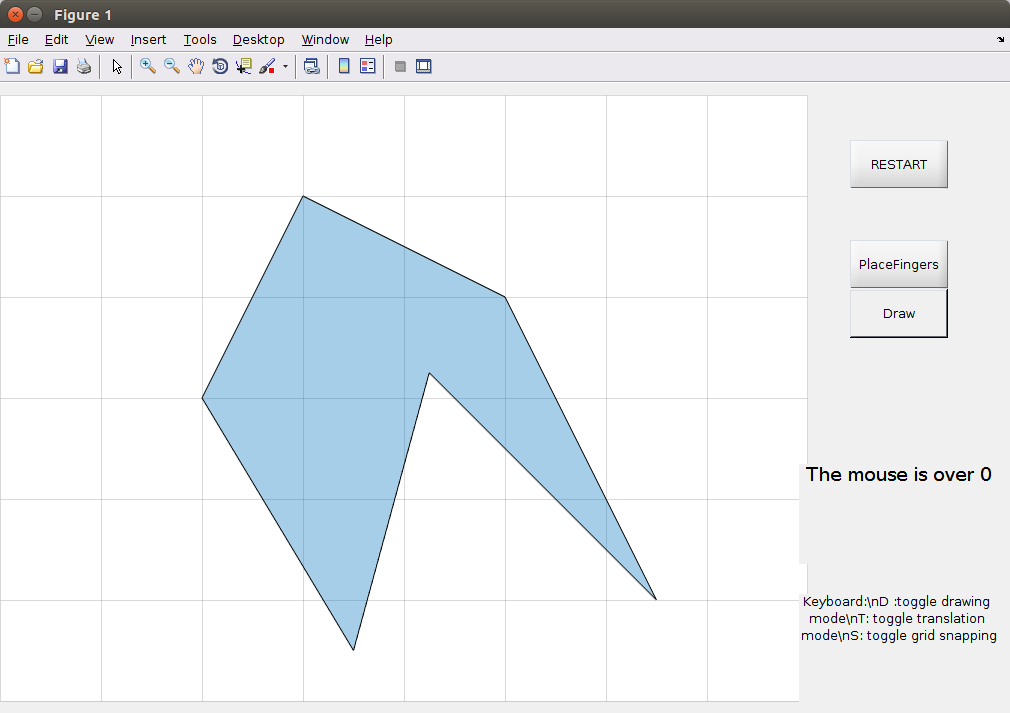 Figure 1
File Edit View Insert Tools Desktop Window Help
RESTART
PlaceFingers
Draw
The mouse is over 0
Keyboard:\nD :toggle drawing
mode\nT: toggle translation
mode\nS: toggle grid snapping